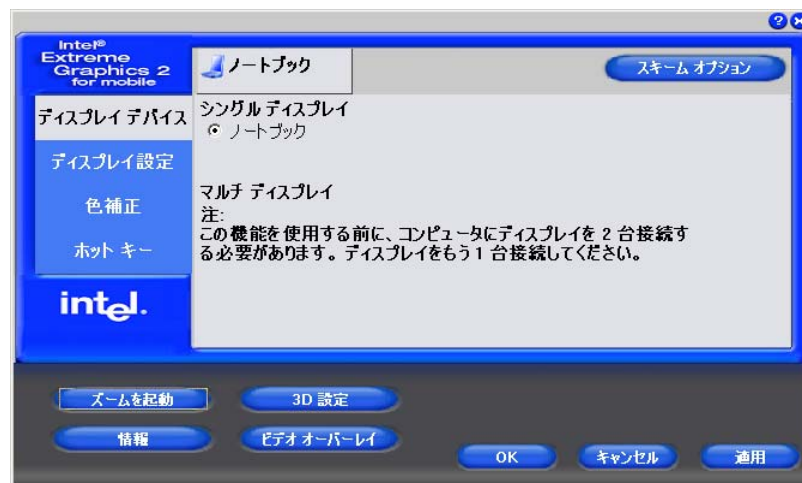 Intel®
Extreme
Graphics 2
for mobile
ノートブック
スキーム オプション
ディスプレイ デバイス
ディスプレイ設定
色補正
ホット キー
シングル ディスプレイ
ノートブック
マルチ ディスプレイ
注:
この機能を使用する前に、コンピュータにディスプレイを 2 台接続す
る必要があります。ディスプレイをもう 1 台接続してください。
intel.
ズームを起動
3D 設定
情報
ビデオ オーバーレイ
OK
キャンセル
適用